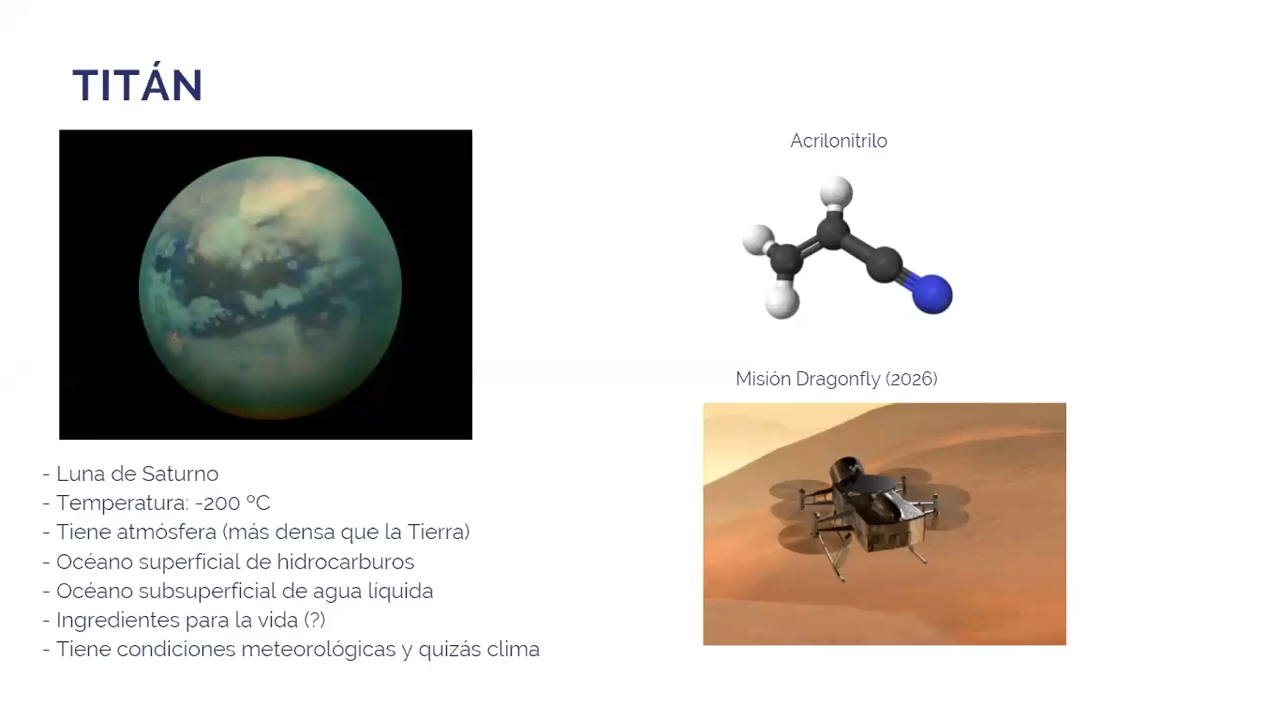 TITÁN
Acrilonitrilo
Misión Dragonfly (2026)
- Luna de Saturno
- Temperatura: -200 ºC
- Tiene atmósfera (más densa que la Tierra)
- Océano superficial de hidrocarburos
- Océano subsuperficial de agua líquida
- Ingredientes para la vida (?)
- Tiene condiciones meteorológicas y quizás clima